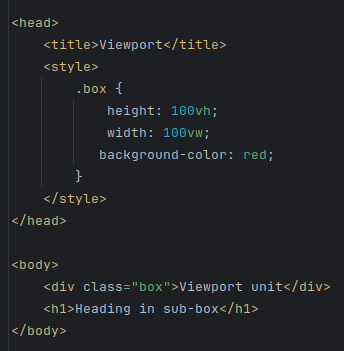 <head>
    <title>Viewport</title>
    <style>
        .box {
            height: 100vh;
            width: 100vw;
           background-color: red;
        }
    </style>
</head>

<body>
    <div class="box">Viewport unit</div>
    <h1>Heading in sub-box</h1>
</body>